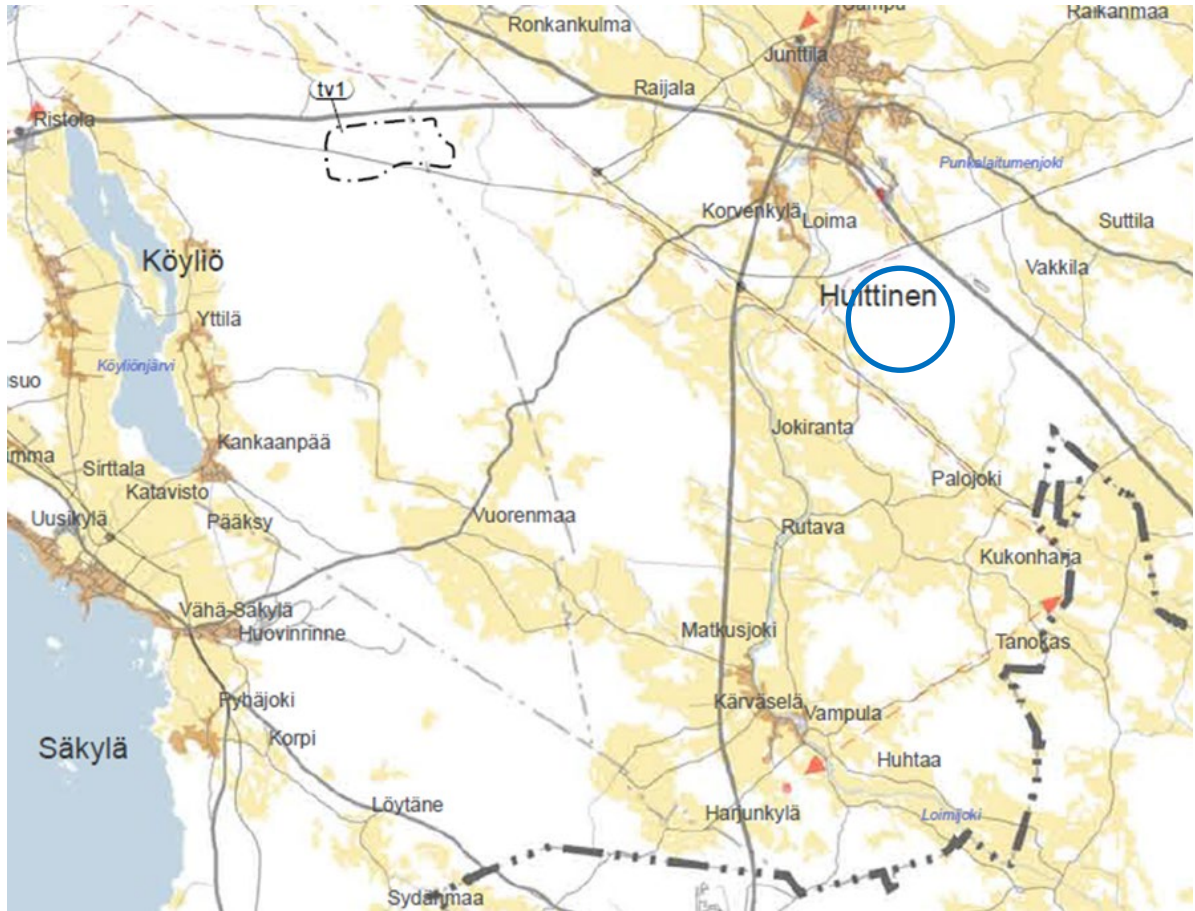 Ronkankulma
Raikanmaa
Junttila
tv1
Raijala
Ristola
Punkalaitumenjoki
Korvenkylä
Loima
Suttila
Köyliö
Vakkila
Huittinen
Yttilä
Köyliönjärvi
Jokiranta
Kankaanpää
Sirttala
Katavisto
Palojoki
Uusikylä
Pääksy
Vuorenmaa
Rutava
Kukonharja
Vähä-Säkylä
Huovinrinne
Matkusjoki
Tanokas
Pyhäjoki
Kärväselä
Vampula
Säkylä
Korpi
Huhtaa
Löytäne
Harjunkylä
Loimijoki
Sydänmaa